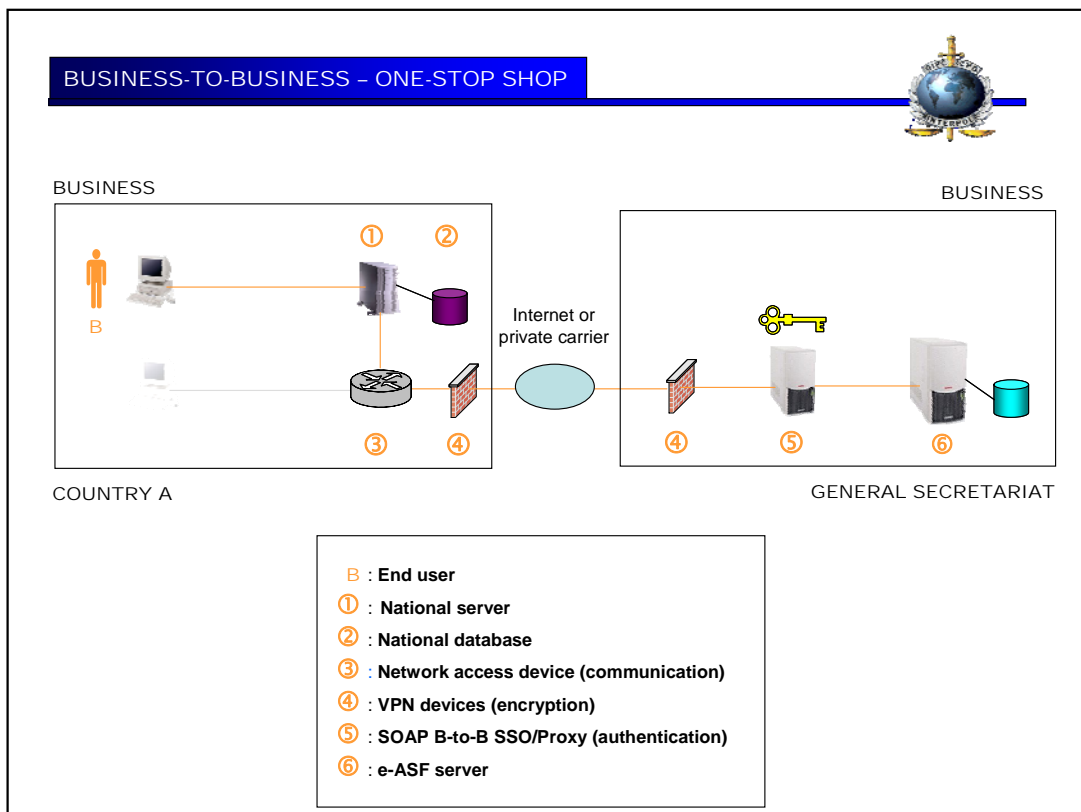 BUSINESS-TO-BUSINESS – ONE-STOP SHOP
INTERPOL
BUSINESS
BUSINESS
① ②
B
Internet or
private carrier
③ ④ ④ ⑤ ⑥
COUNTRY A
GENERAL SECRETARIAT
B : End user
① : National server
② : National database
③ : Network access device (communication)
④ : VPN devices (encryption)
⑤ : SOAP B-to-B SSO/Proxy (authentication)
⑥ : e-ASF server